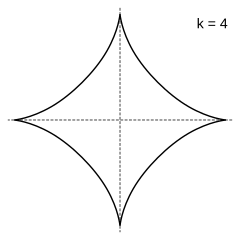 k = 4